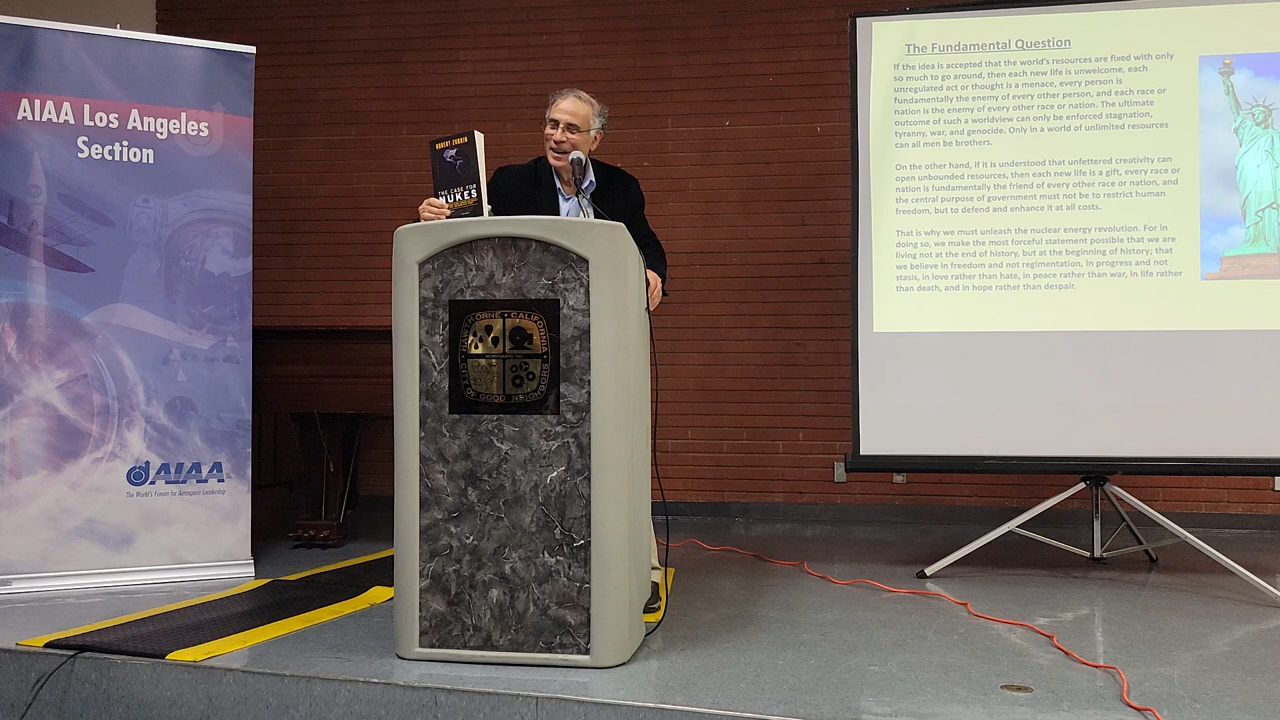 AIAA Los Angeles
Section
AIAA
The World's Forum for Aerospace Leadership
ROBERT ZUBRIN
THE CASE FOR
NUKES
HAWTHORNE • CALIFORNIA
CITY OF GOOD NEIGHBORS
The Fundamental Question
If the idea is accepted that the world's resources are fixed with only
so much to go around, then each new life is unwelcome, each
unregulated act or thought is a menace, every person is
fundamentally the enemy of every other person, and each race or
nation is the enemy of every other race or nation. The ultimate
outcome of such a worldview can only be enforced stagnation,
tyranny, war, and genocide. Only in a world of unlimited resources
can all men be brothers.
On the other hand, if it is understood that unfettered creativity can
open unbounded resources, then each new life is a gift, every race or
nation is fundamentally the friend of every other race or nation, and
the central purpose of government must not be to restrict human
freedom, but to defend and enhance it at all costs.
That is why we must unleash the nuclear energy revolution. For in
doing so, we make the most forceful statement possible that we are
living not at the end of history, but at the beginning of history; that
we believe in freedom and not regimentation, in progress and not
stasis, in love rather than hate, in peace rather than war, in life rather
than death, and in hope rather than despair.